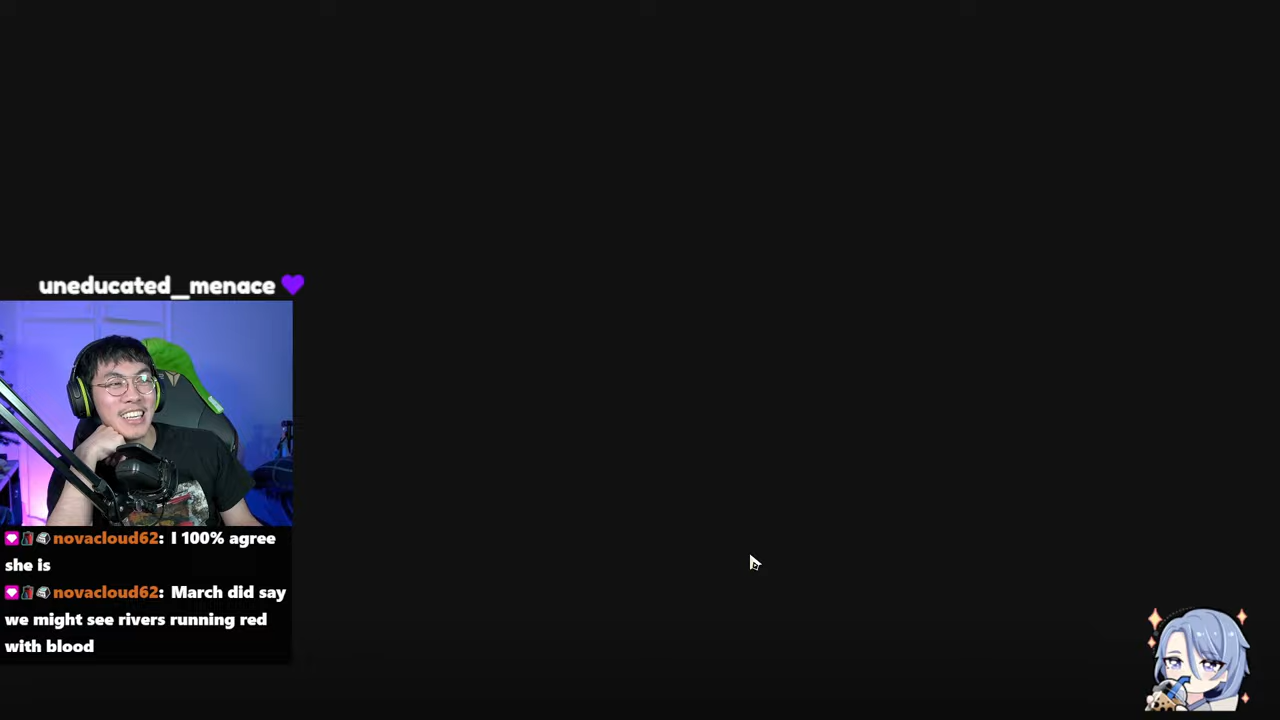 uneducated_menace 💜
novacloud62: I 100% agree
she is
novacloud62: March did say
we might see rivers running red
with blood